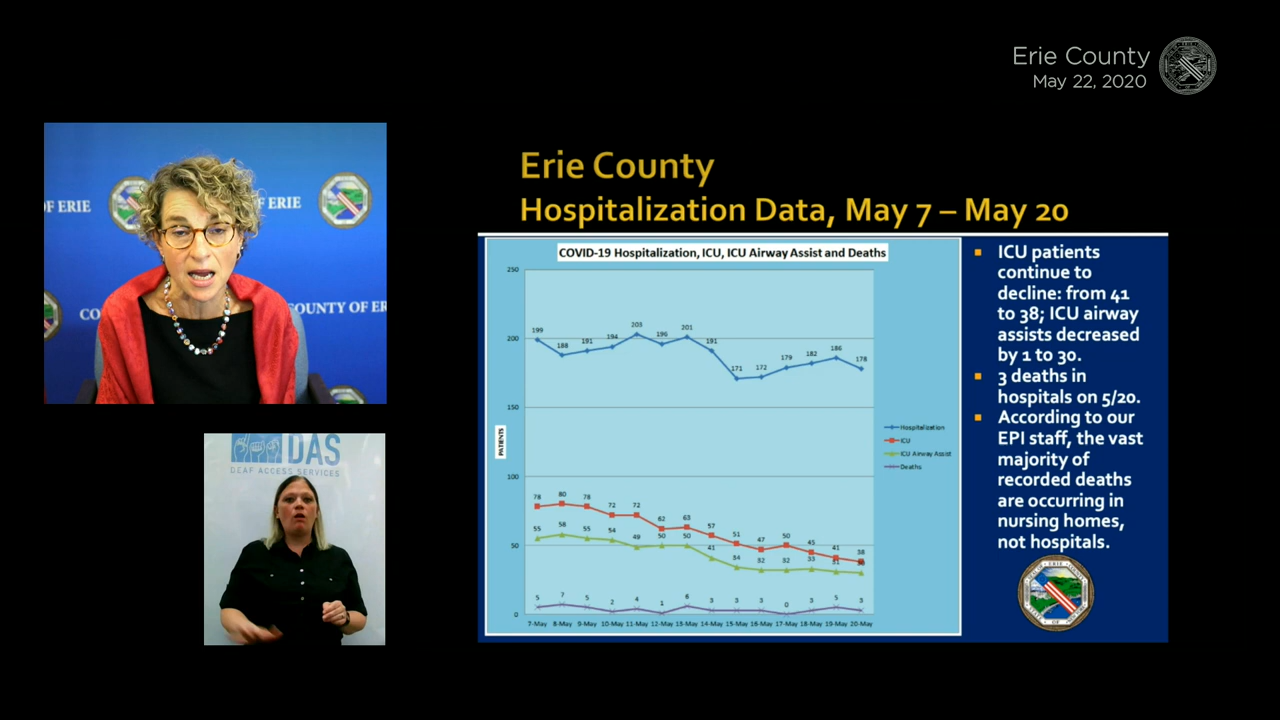 Erie County
May 22, 2020
OF ERIE
F ERIE
CO
COUNTY OF ER
DAS
DEAF ACCESS SERVICES
Erie County
Hospitalization Data, May 7 – May 20
COVID-19 Hospitalization, ICU, ICU Airway Assist and Deaths
250
200
150
100
50
0
PATIENTS
199 188 191 194 203 196 201 191 171 172 179 182 186 178
78 80 78 72 72 62 63 57 51 47 50 45 41 38
55 58 55 54 49 50 50 41 34 32 32 33 31 30
5 7 5 2 4 1 6 3 3 3 0 3 5 3
7-May 8-May 9-May 10-May 11-May 12-May 13-May 14-May 15-May 16-May 17-May 18-May 19-May 20-May
Hospitalization
ICU
ICU Airway Assist
Deaths
ICU patients
continue to
decline: from 41
to 38; ICU airway
assists decreased
by 1 to 30.
3 deaths in
hospitals on 5/20.
According to our
EPI staff, the vast
majority of
recorded deaths
are occurring in
nursing homes,
not hospitals.